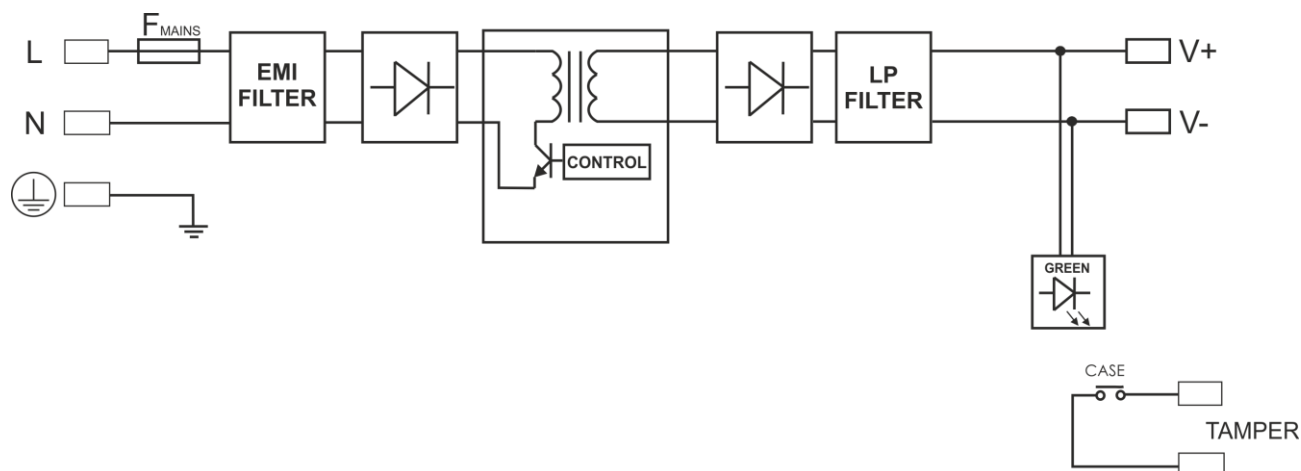 L
F MAINS
EMI
FILTER
LP
FILTER
V+
N
V-
CONTROL
GREEN
CASE
TAMPER